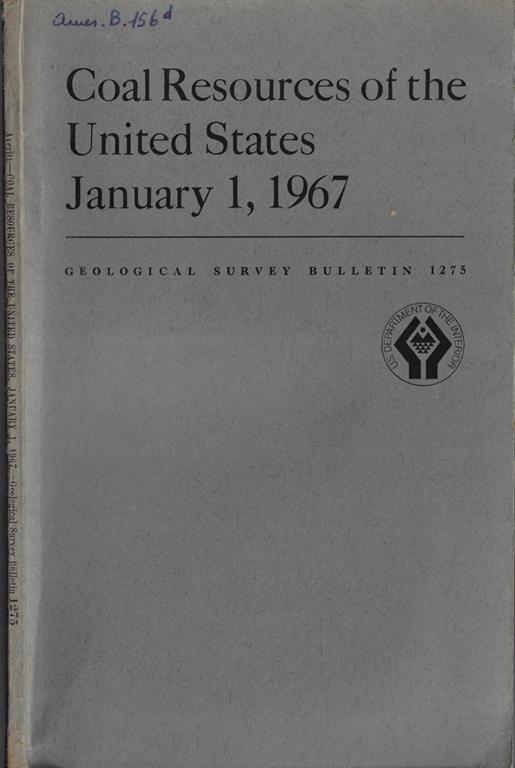 Amer. B. 156 d
Coal Resources of the
United States
January 1, 1967
GEOLOGICAL SURVEY BULLETIN 1275
U.S. DEPARTMENT OF THE INTERIOR
Averitt—COAL RESOURCES OF THE UNITED STATES, JANUARY 1, 1967—Geological Survey Bulletin 1275